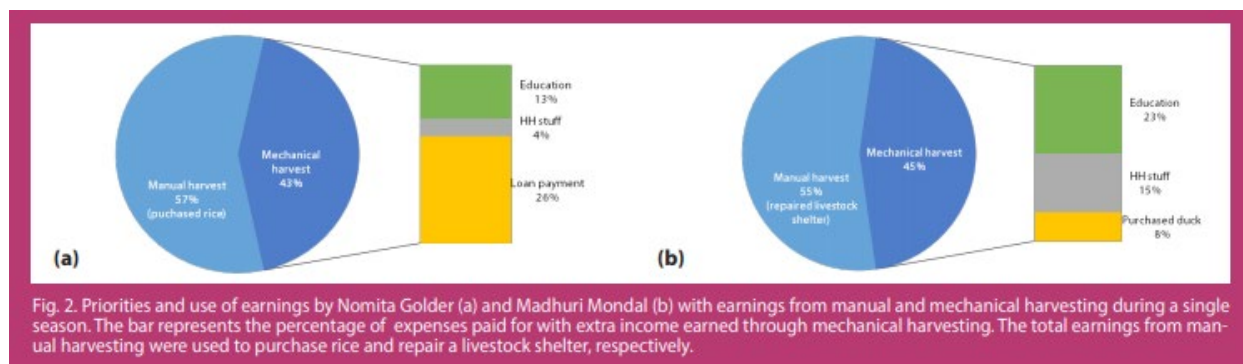 Manual harvest
57%
(puchased rice)
Mechanical
harvest
43%
Education
13%
HH stuff
4%
Loan payment
26%
(a)
Manual harvest
55%
(repaired livestock
shelter)
Mechanical harvest
45%
Education
23%
HH stuff
15%
Purchased duck
8%
(b)
Fig. 2. Priorities and use of earnings by Nomita Golder (a) and Madhuri Mondal (b) with earnings from manual and mechanical harvesting during a single
season. The bar represents the percentage of expenses paid for with extra income earned through mechanical harvesting. The total earnings from man-
ual harvesting were used to purchase rice and repair a livestock shelter, respectively.